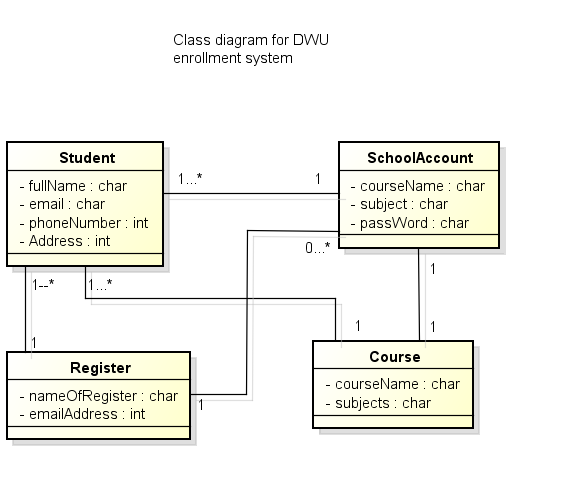 Class diagram for DWU
enrollment system
Student
- fullName : char
- email : char
- phoneNumber : int
- Address : int
1...*
1
SchoolAccount
- courseName : char
- subject : char
- passWord : char
0...*
1
1--*
1...*
1
1
1
Register
- nameOfRegister : char
- emailAddress : int
1
Course
- courseName : char
- subjects : char